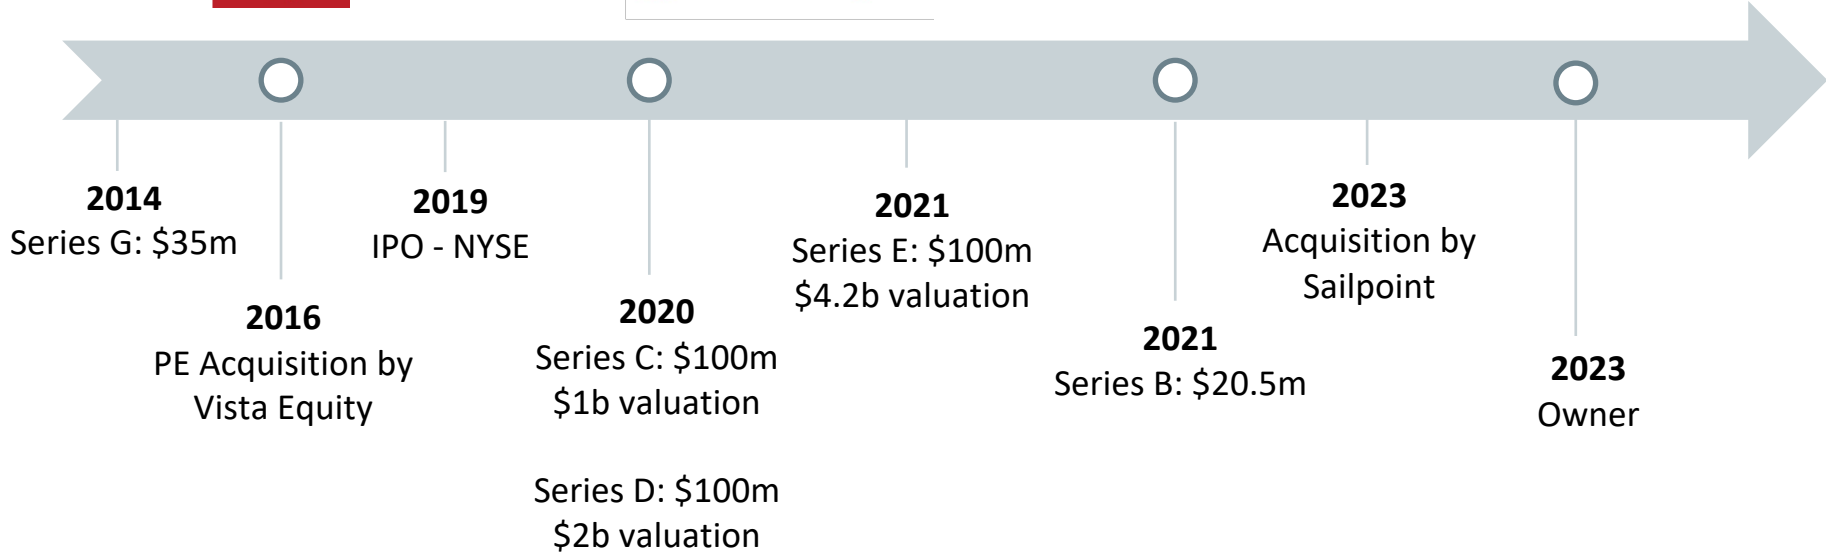 2014
Series G: $35m
2016
PE Acquisition by
Vista Equity
2019
IPO - NYSE
2020
Series C: $100m
$1b valuation
Series D: $100m
$2b valuation
2021
Series E: $100m
$4.2b valuation
2021
Series B: $20.5m
2023
Acquisition by
Sailpoint
2023
Owner